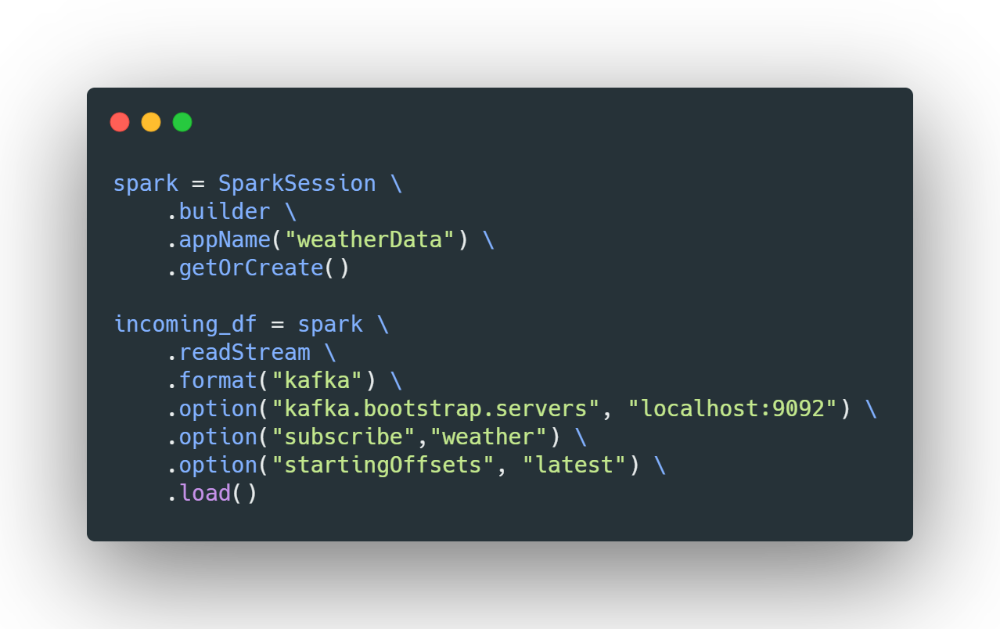 spark = SparkSession \
    .builder \
    .appName("weatherData") \
    .getOrCreate()

incoming_df = spark \
    .readStream \
    .format("kafka") \
    .option("kafka.bootstrap.servers", "localhost:9092") \
    .option("subscribe","weather") \
    .option("startingOffsets", "latest") \
    .load()